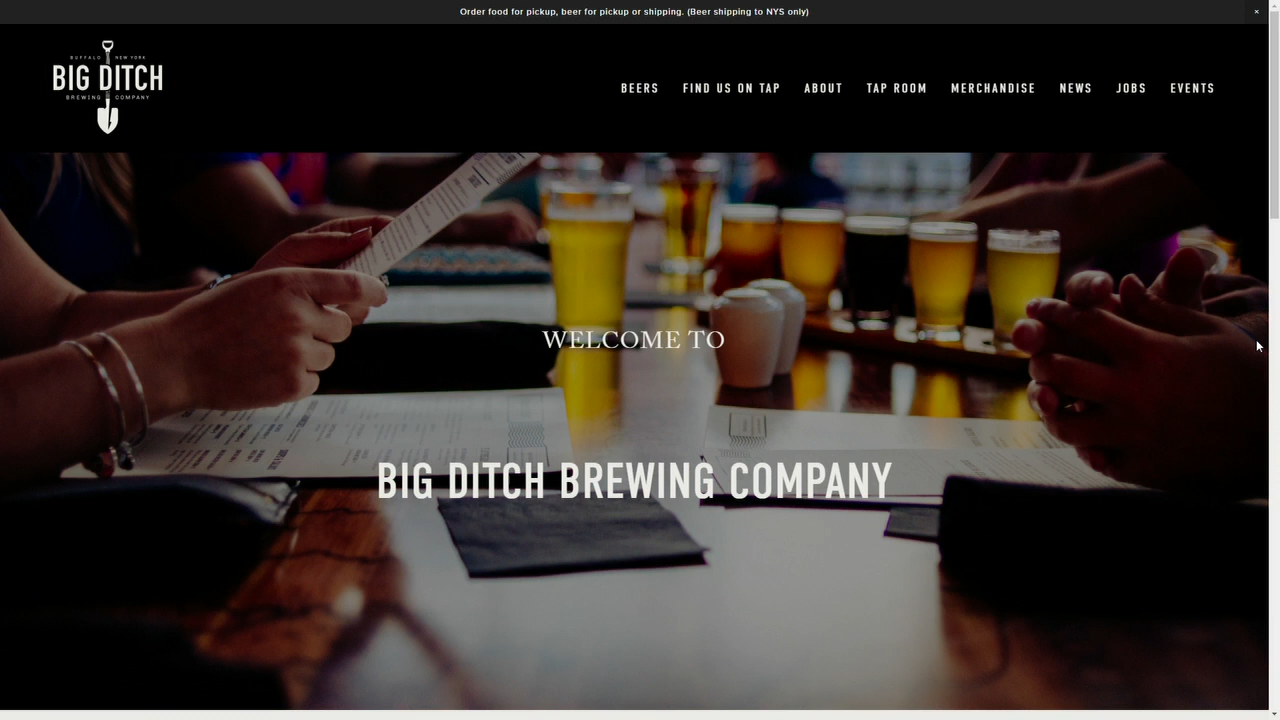 Order food for pickup, beer for pickup or shipping. (Beer shipping to NYS only)
×
BUFFALO NEW YORK
BIG DITCH
BREWING COMPANY
BEERS FIND US ON TAP ABOUT TAP ROOM MERCHANDISE NEWS JOBS EVENTS
WELCOME TO
BIG DITCH BREWING COMPANY